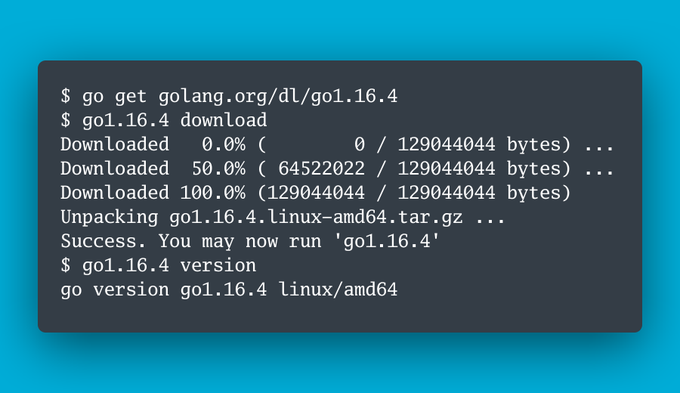 $ go get golang.org/dl/go1.16.4
$ go1.16.4 download
Downloaded   0.0% (        0 / 129044044 bytes) ...
Downloaded  50.0% ( 64522022 / 129044044 bytes) ...
Downloaded 100.0% (129044044 / 129044044 bytes)
Unpacking go1.16.4.linux-amd64.tar.gz ...
Success. You may now run 'go1.16.4'
$ go1.16.4 version
go version go1.16.4 linux/amd64